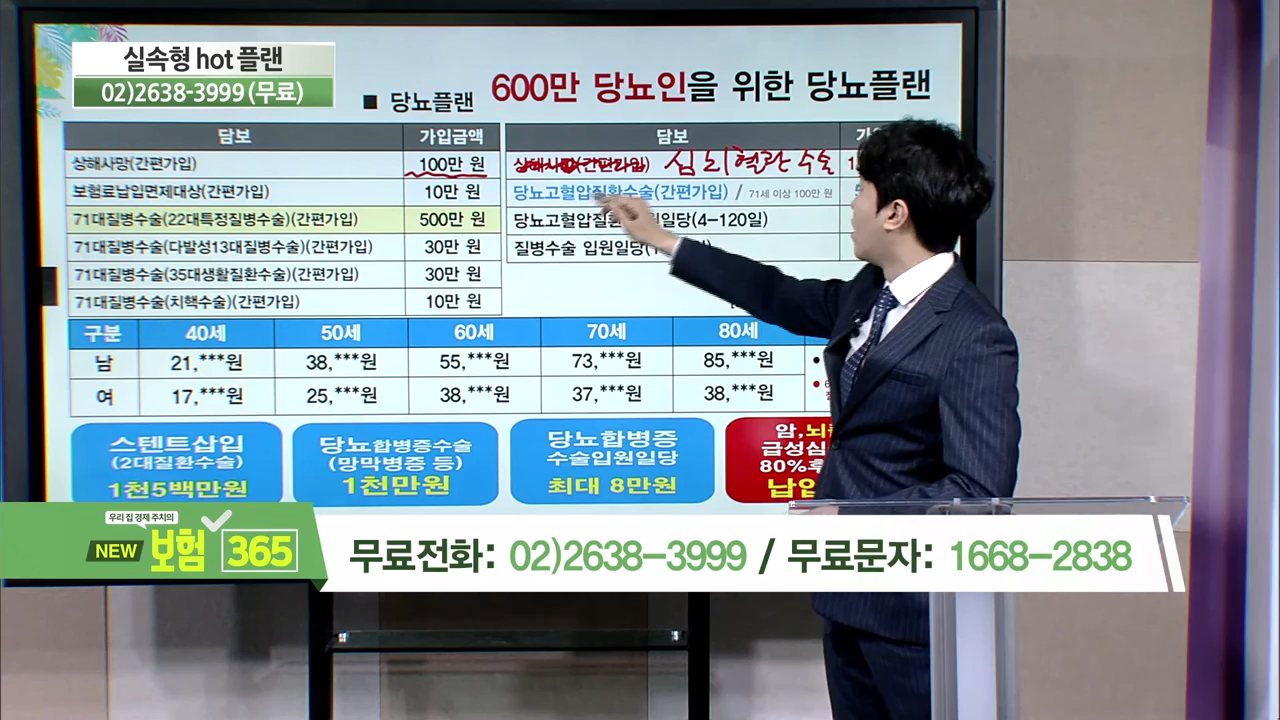 실속형 hot 플랜
02)2638-3999 (무료)
■ 당뇨플랜
600만 당뇨인을 위한 당뇨플랜
담보 가입금액
상해사망(간편가입) 100만 원
보험료납입면제대상(간편가입) 10만 원
71대질병수술(22대특정질병수술)(간편가입) 500만 원
71대질병수술(다발성13대질병수술)(간편가입) 30만 원
71대질병수술(35대생활질환수술)(간편가입) 30만 원
71대질병수술(치핵수술)(간편가입) 10만 원
담보
상해사망(간편가입) 심뇌혈관수술
당뇨고혈압질환수술(간편가입) / 71세 이상 100만 원
당뇨고혈압질환 원일당(4-120일)
질병수술 입원일당
구분 40세 50세 60세 70세 80세
남 21,***원 38,***원 55,***원 73,***원 85,***원
여 17,***원 25,***원 38,***원 37,***원 38,***원
스텐트삽입
(2대질환수술)
1천5백만원
당뇨합병증수술
(망막병증 등)
1천만원
당뇨합병증
수술입원일당
최대 8만원
암,뇌
급성심
80%후
납입
우리 집 경제 주치의
NEW 보험 365
무료전화: 02)2638-3999 / 무료문자: 1668-2838